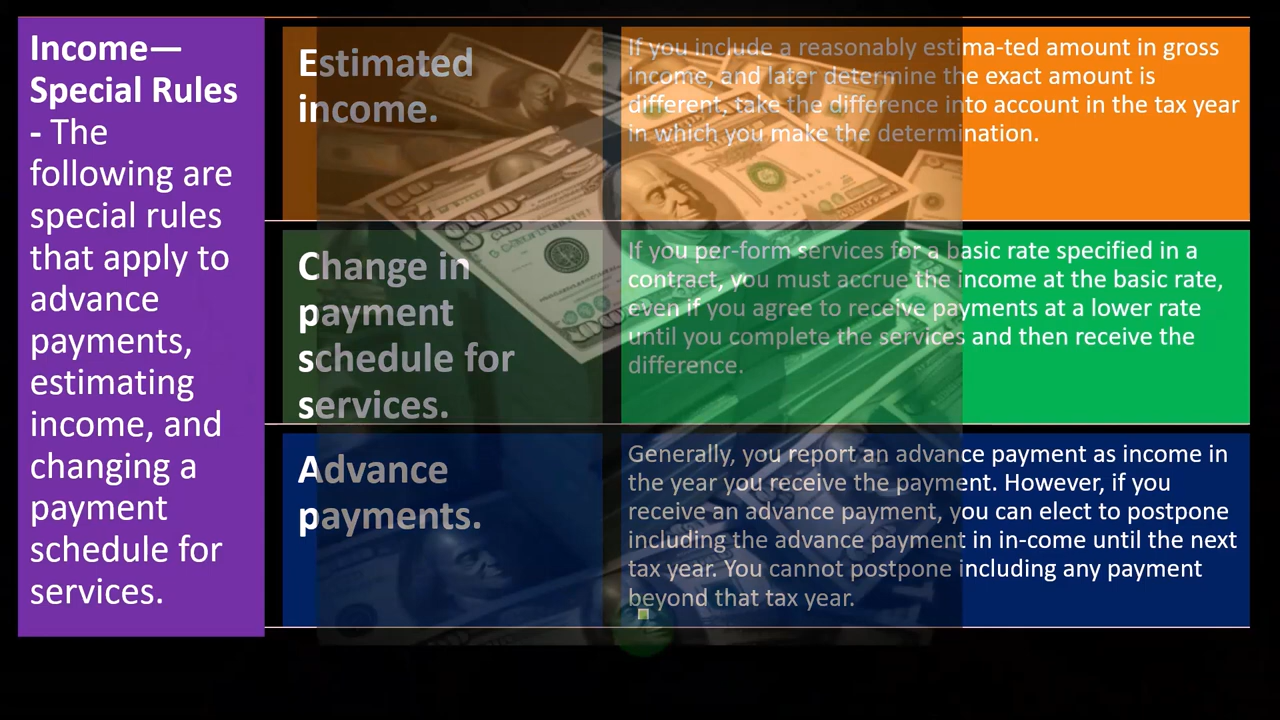 Income—
Special Rules
- The
following are
special rules
that apply to
advance
payments,
estimating
income, and
changing a
payment
schedule for
services.
Estimated
income.
If you include a reasonably estima-ted amount in gross
income, and later determine the exact amount is
different, take the difference into account in the tax year
in which you make the determination.
Change in
payment
schedule for
services.
If you per-form services for a basic rate specified in a
contract, you must accrue the income at the basic rate,
even if you agree to receive payments at a lower rate
until you complete the services and then receive the
difference.
Advance
payments.
Generally, you report an advance payment as income in
the year you receive the payment. However, if you
receive an advance payment, you can elect to postpone
including the advance payment in in-come until the next
tax year. You cannot postpone including any payment
beyond that tax year.